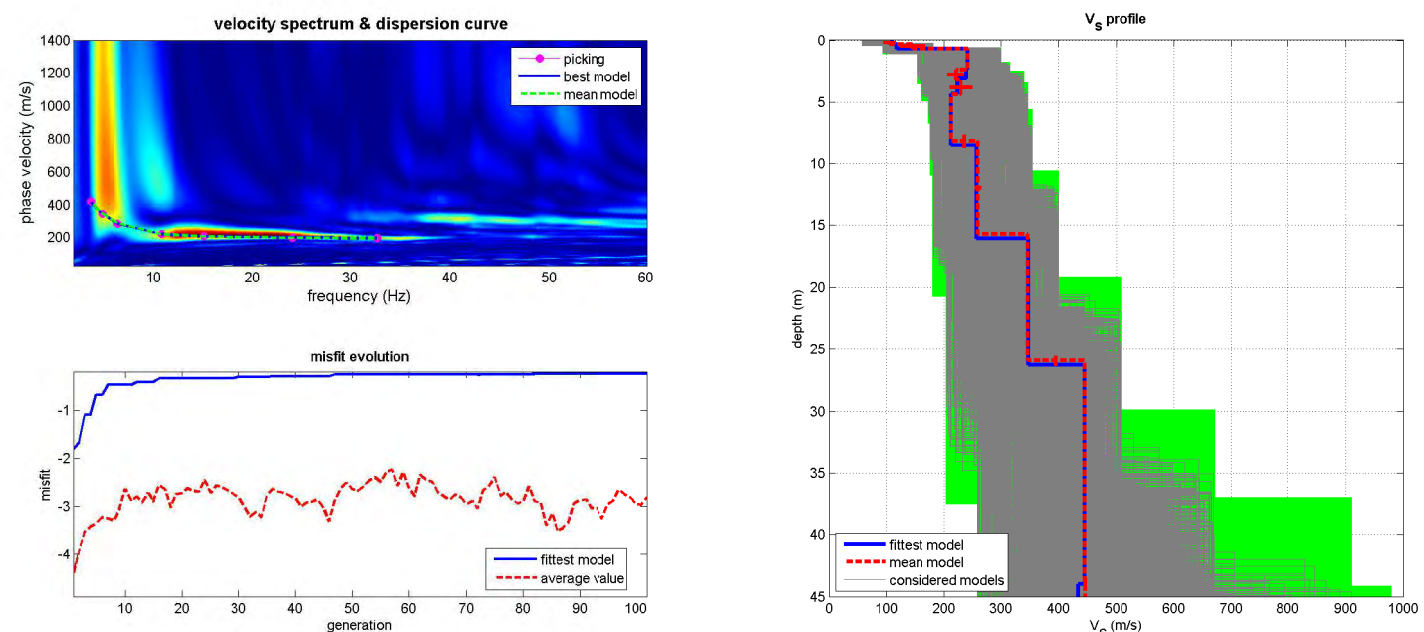 velocity spectrum & dispersion curve
phase velocity (m/s)
1400
1200
1000
800
600
400
200
picking
best model
mean model
10 20 30 40 50 60
frequency (Hz)
misfit evolution
misfit
-1
-2
-3
-4
fittest model
average value
10 20 30 40 50 60 70 80 90 100
generation
VS profile
depth (m)
0
5
10
15
20
25
30
35
40
45
fittest model
mean model
considered models
0 100 200 300 400 500 600 700 800 900 1000
VS (m/s)